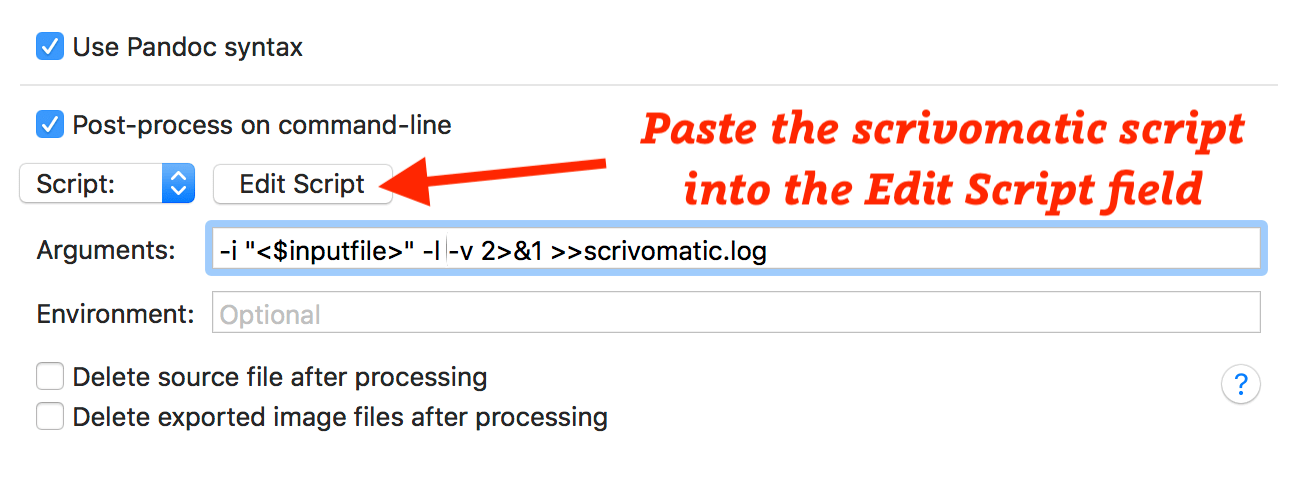 Use Pandoc syntax
Post-process on command-line
Paste the scrivomatic script
into the Edit Script field
Script:
Edit Script
Arguments: -i "<$inputfile>" -l -v 2>&1 >>scrivomatic.log
Environment: Optional
Delete source file after processing
?
Delete exported image files after processing